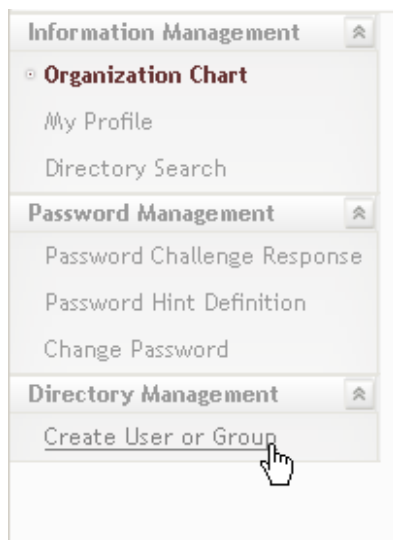 Information Management
Organization Chart
My Profile
Directory Search
Password Management
Password Challenge Response
Password Hint Definition
Change Password
Directory Management
Create User or Group